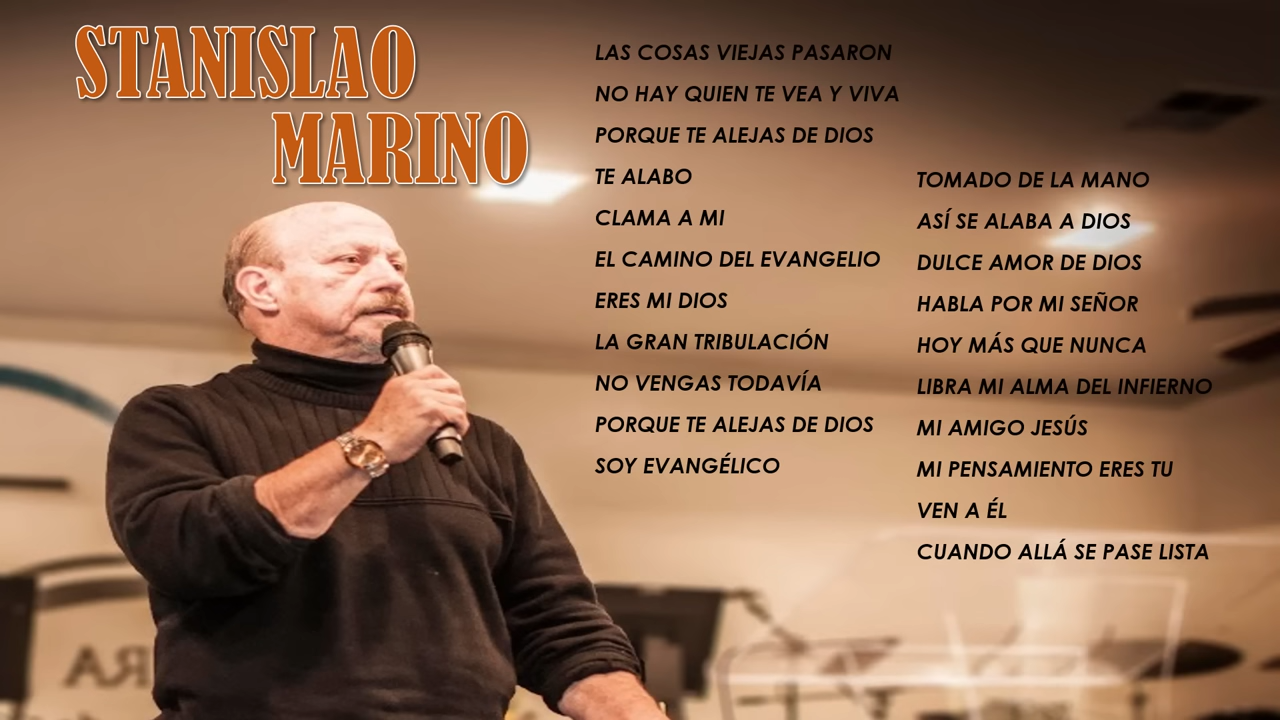 STANISLAO
MARINO
LAS COSAS VIEJAS PASARON
NO HAY QUIEN TE VEA Y VIVA
PORQUE TE ALEJAS DE DIOS
TE ALABO
CLAMA A MI
EL CAMINO DEL EVANGELIO
ERES MI DIOS
LA GRAN TRIBULACIÓN
NO VENGAS TODAVÍA
PORQUE TE ALEJAS DE DIOS
SOY EVANGÉLICO
TOMADO DE LA MANO
ASÍ SE ALABA A DIOS
DULCE AMOR DE DIOS
HABLA POR MI SEÑOR
HOY MÁS QUE NUNCA
LIBRA MI ALMA DEL INFIERNO
MI AMIGO JESÚS
MI PENSAMIENTO ERES TU
VEN A ÉL
CUANDO ALLÁ SE PASE LISTA